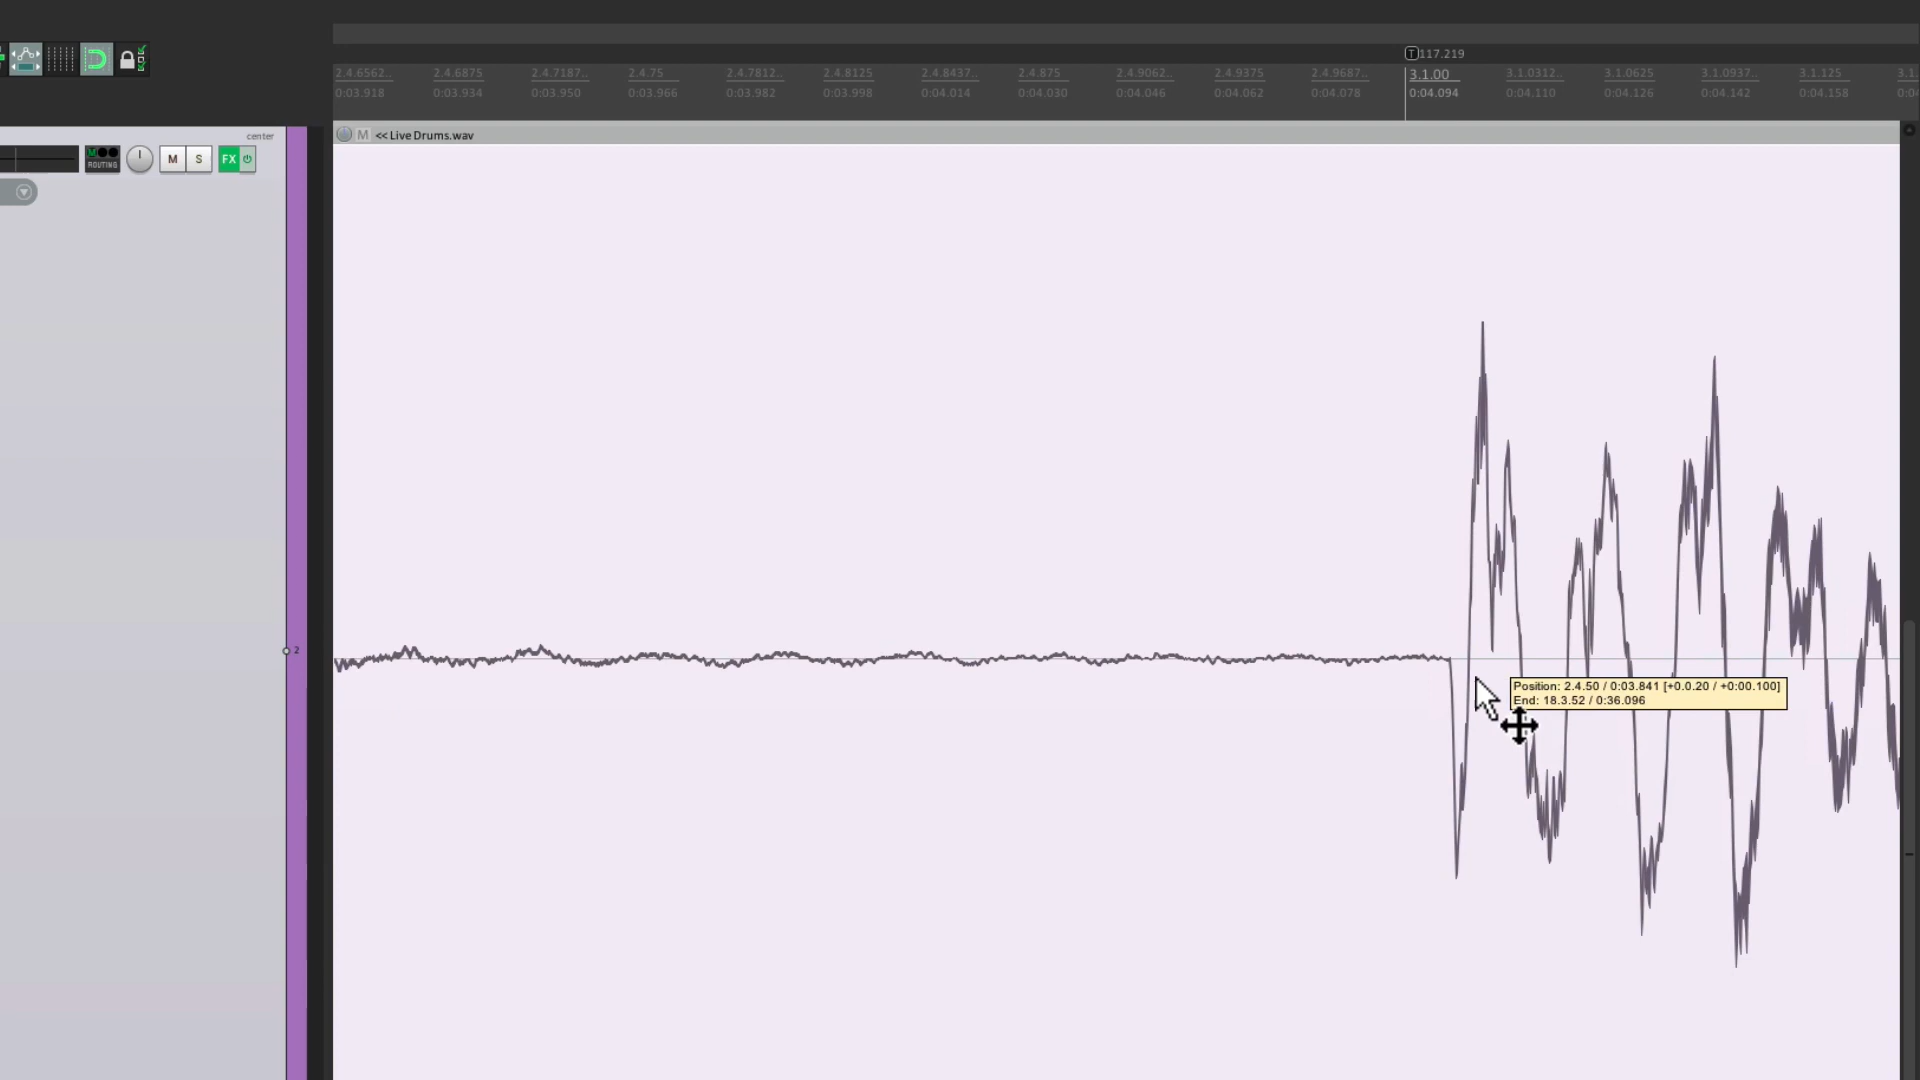 117.219
2.4.6562.. 2.4.6875 2.4.7187.. 2.4.75 2.4.7812.. 2.4.8125 2.4.8437.. 2.4.875 2.4.9062.. 2.4.9375 2.4.9687.. 3.1.00 3.1.0312.. 3.1.0625 3.1.0937.. 3.1.125 3.1.
0:03.918 0:03.934 0:03.950 0:03.966 0:03.982 0:03.998 0:04.014 0:04.030 0:04.046 0:04.062 0:04.078 0:04.094 0:04.110 0:04.126 0:04.142 0:04.158 0:0
center
M << Live Drums.wav
M
ROUTING
M S FX
2
Position: 2.4.50 / 0:03.841 [+0.0.20 / +0:00.100]
End: 18.3.52 / 0:36.096